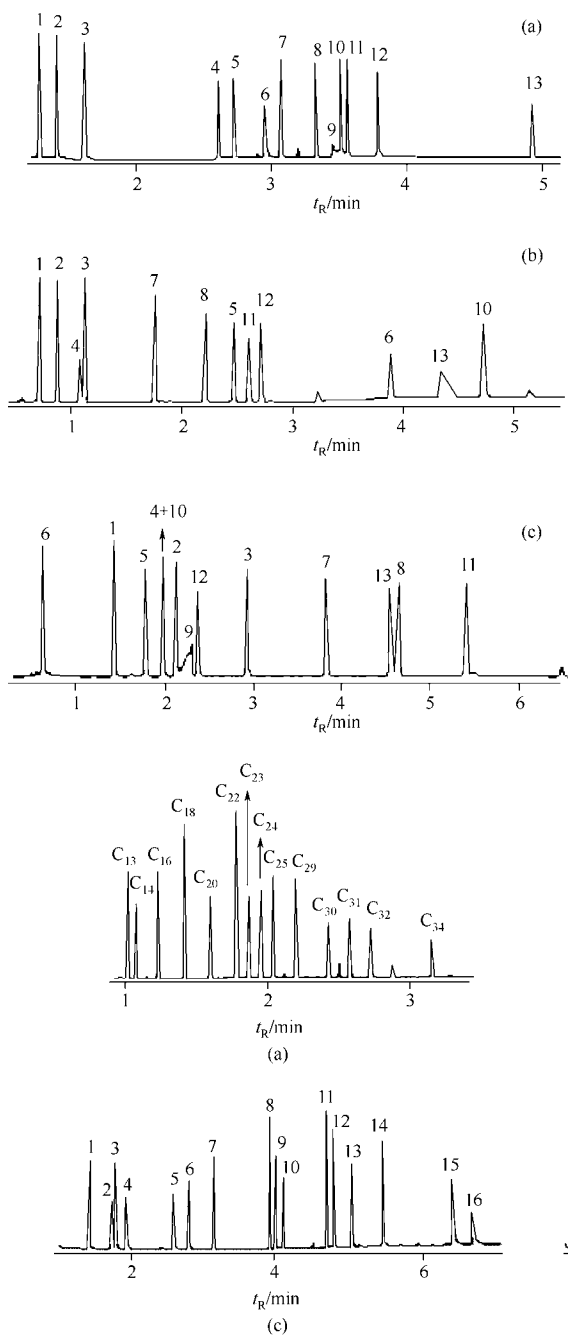 (a)
1 2 3 4 5 6 7 8 9 10 11 12 13
2 3 4 5
t_R/min
(b)
1 2 4 3 7 8 5 11 12 6 13 10
1 2 3 4 5
t_R/min
(c)
6 1 5 4+10 2 9 12 3 7 13 8 11
1 2 3 4 5 6
t_R/min
C₁₃ C₁₄ C₁₆ C₁₈ C₂₀ C₂₂ C₂₃ C₂₄ C₂₅ C₂₉ C₃₀ C₃₁ C₃₂ C₃₄
1 2 3
t_R/min
(a)
1 2 3 4 5 6 7 8 9 10 11 12 13 14 15 16
2 4 6
t_R/min
(c)